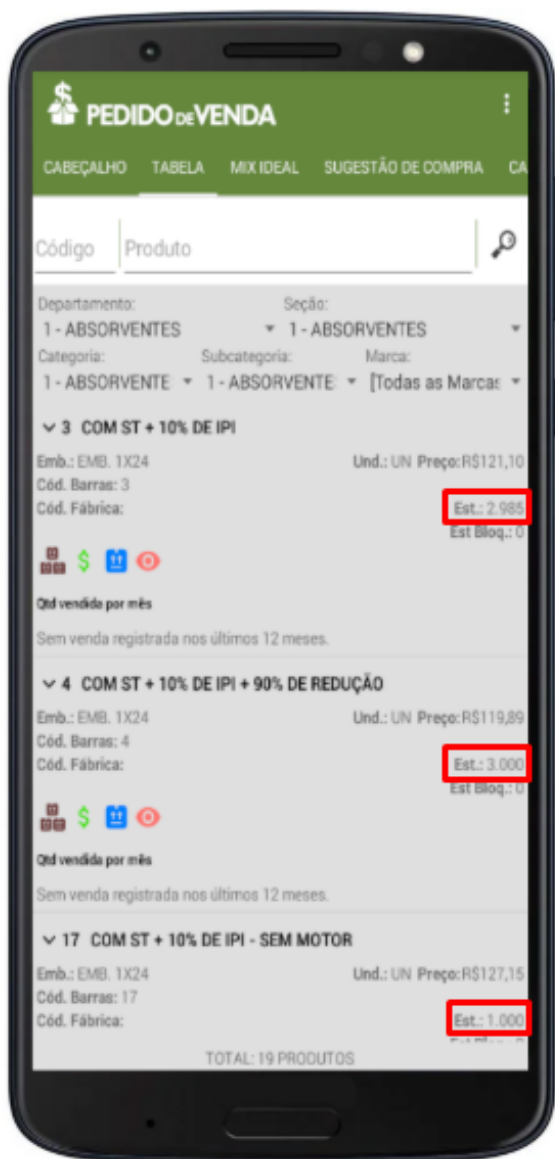 PEDIDO DE VENDA
CABEÇALHO TABELA MIX IDEAL SUGESTÃO DE COMPRA CA
Código Produto
Departamento: Seção:
1 - ABSORVENTES 1 - ABSORVENTES
Categoria: Subcategoria: Marca:
1 - ABSORVENTE 1 - ABSORVENTE [Todas as Marcas
3 COM ST + 10% DE IPI
Emb.: EMB. 1X24 Und.: UN Preço:R$121,10
Cód. Barras: 3
Cód. Fábrica: Est.: 2.985
Est Bloq.: 0
Qtd vendida por mês
Sem venda registrada nos últimos 12 meses.
4 COM ST + 10% DE IPI + 90% DE REDUÇÃO
Emb.: EMB. 1X24 Und.: UN Preço:R$119,89
Cód. Barras: 4
Cód. Fábrica: Est.: 3.000
Est Bloq.: 0
Qtd vendida por mês
Sem venda registrada nos últimos 12 meses.
17 COM ST + 10% DE IPI - SEM MOTOR
Emb.: EMB. 1X24 Und.: UN Preço:R$127,15
Cód. Barras: 17
Cód. Fábrica: Est.: 1.000
TOTAL: 19 PRODUTOS